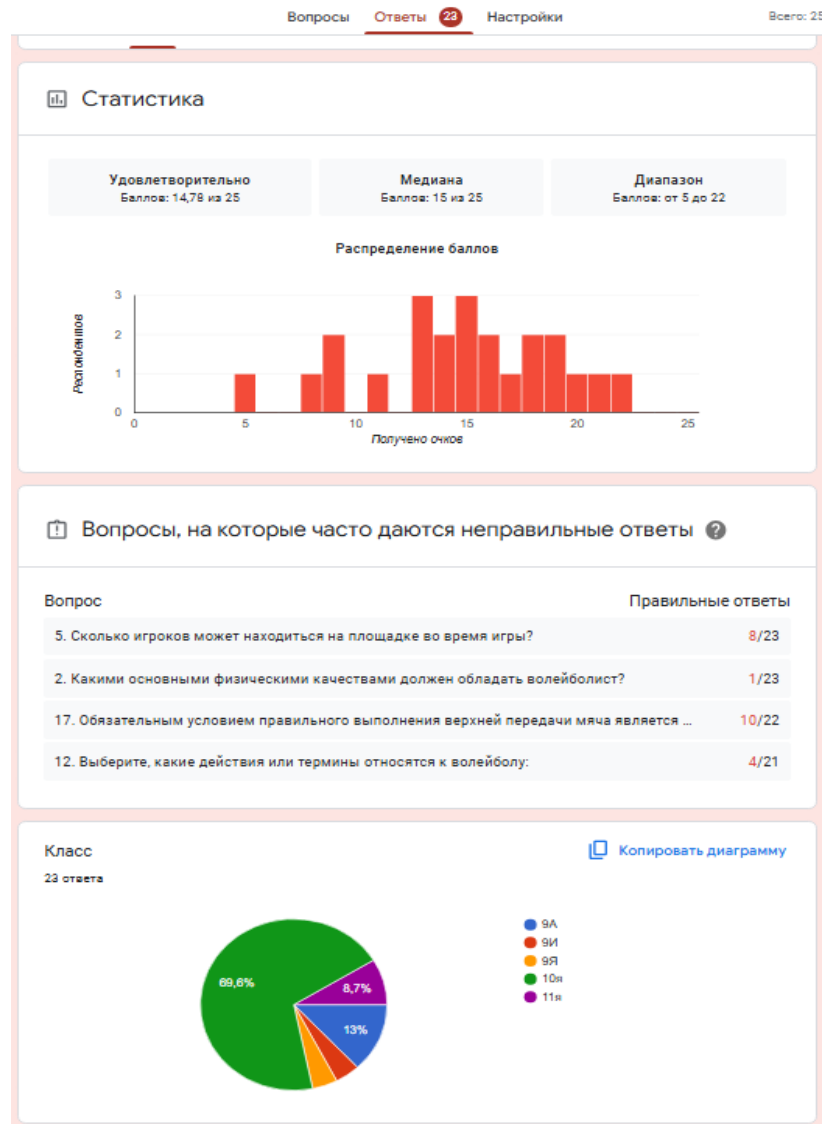 Вопросы Ответы 23 Настройки Всего: 25
Статистика
Удовлетворительно Медиана Диапазон
Баллов: 14,78 из 25 Баллов: 15 из 25 Баллов: от 5 до 22
Распределение баллов
Респондентов
3
2
1
0
0 5 10 15 20 25
Получено очков
Вопросы, на которые часто даются неправильные ответы ?
Вопрос Правильные ответы
5. Сколько игроков может находиться на площадке во время игры? 8/23
2. Какими основными физическими качествами должен обладать волейболист? 1/23
17. Обязательным условием правильного выполнения верхней передачи мяча является ... 10/22
12. Выберите, какие действия или термины относятся к волейболу: 4/21
Класс Копировать диаграмму
23 ответа
9А
9И
9Я
10я
11я
69,6%
8,7%
13%